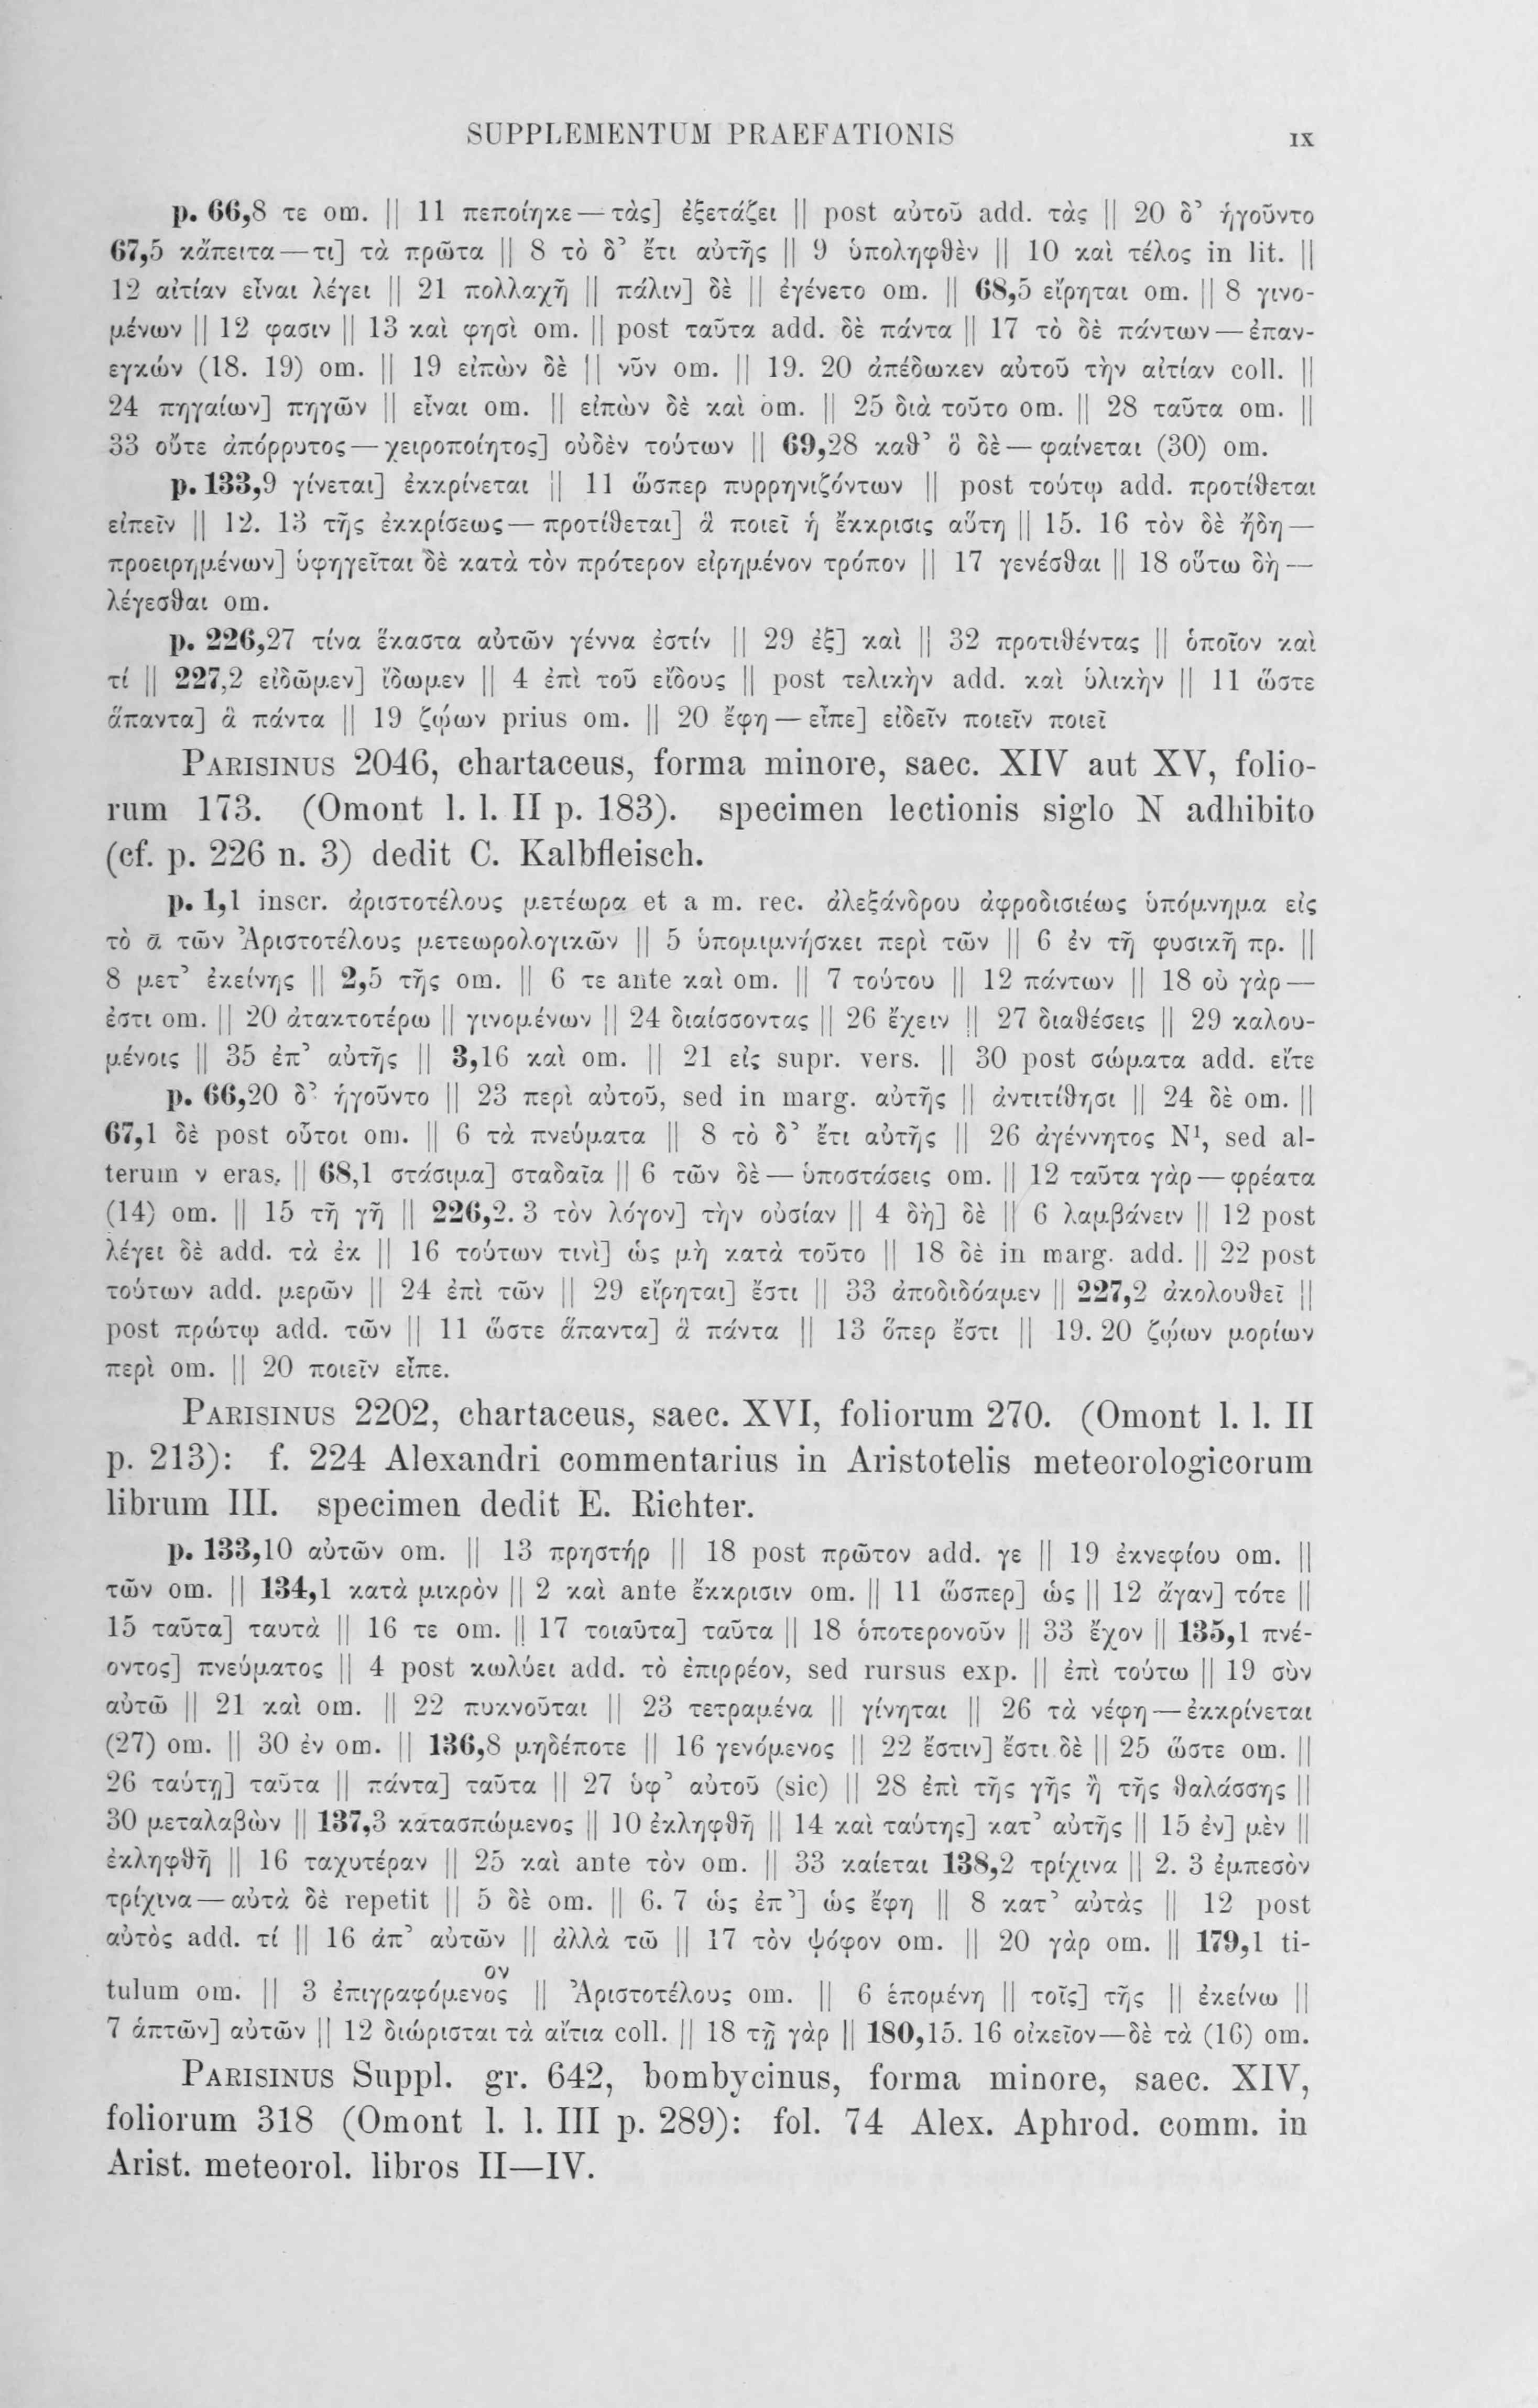 SUPPLEMENTUM PRAEFATIONIS IX
p. 66,8 τε om. || 11 πεποίηκε — τὰς] ἐξετάζει || post αὐτοῦ add. τὰς || 20 δ’ ἡγοῦντο
67,5 κἄπειτα — τι] τὰ πρῶτα || 8 τὸ δ’ ἔτι αὐτῆς || 9 ὑποληφθὲν || 10 καὶ τέλος in lit. ||
12 αἰτίαν εἶναι λέγει || 21 πολλαχῆ || πάλιν] δὲ || ἐγένετο om. || 68,5 εἴρηται om. || 8 γινο-
μένων || 12 φασιν || 13 καὶ φησὶ om. || post ταῦτα add. δὲ πάντα || 17 τὸ δὲ πάντων — ἐπαν-
εγκών (18. 19) om. || 19 εἰπὼν δὲ || νῦν om. || 19. 20 ἀπέδωκεν αὐτοῦ τὴν αἰτίαν coll. ||
24 πηγαίων] πηγῶν || εἶναι om. || εἰπὼν δὲ καὶ om. || 25 διὰ τοῦτο om. || 28 ταῦτα om. ||
33 οὔτε ἀπόρρυτος — χειροποίητος] οὐδὲν τούτων || 69,28 καθ’ ὃ δὲ — φαίνεται (30) om.
p. 133,9 γίνεται] ἐκκρίνεται || 11 ὥσπερ πυρρηνιζόντων || post τούτῳ add. προτίθεται
εἰπεῖν || 12. 13 τῆς ἐκκρίσεως — προτίθεται] ἃ ποιεῖ ἡ ἔκκρισις αὕτη || 15. 16 τὸν δὲ ἤδη —
προειρημένων] ὑφηγεῖται δὲ κατὰ τὸν πρότερον εἰρημένον τρόπον || 17 γενέσθαι || 18 οὕτω δὴ —
λέγεσθαι om.
p. 226,27 τίνα ἕκαστα αὐτῶν γέννα ἐστίν || 29 ἐξ] καὶ || 32 προτιθέντας || ὁποῖον καὶ
τί || 227,2 εἰδῶμεν] ἴδωμεν || 4 ἐπὶ τοῦ εἴδους || post τελικὴν add. καὶ ὑλικὴν || 11 ὥστε
ἅπαντα] ἃ πάντα || 19 ζῴων prius om. || 20 ἔφη — εἶπε] εἰδεῖν ποιεῖν ποιεῖ
PARISINUS 2046, chartaceus, forma minore, saec. XIV aut XV, folio-
rum 173. (Omont l. l. II p. 183). specimen lectionis siglo N adhibito
(cf. p. 226 n. 3) dedit C. Kalbfleisch.
p. 1,1 inscr. ἀριστοτέλους μετέωρα et a m. rec. ἀλεξάνδρου ἀφροδισιέως ὑπόμνημα εἰς
τὸ ᾱ τῶν Ἀριστοτέλους μετεωρολογικῶν || 5 ὑπομιμνήσκει περὶ τῶν || 6 ἐν τῆ φυσικῆ πρ. ||
8 μετ’ ἐκείνης || 2,5 τῆς om. || 6 τε ante καὶ om. || 7 τούτου || 12 πάντων || 18 οὐ γὰρ —
ἐστι om. || 20 ἀτακτοτέρω || γινομένων || 24 διαίσσοντας || 26 ἔχειν || 27 διαθέσεις || 29 καλου-
μένοις || 35 ἐπ’ αὐτῆς || 3,16 καὶ om. || 21 εἰς supr. vers. || 30 post σώματα add. εἴτε
p. 66,20 δ’ ἡγοῦντο || 23 περὶ αὐτοῦ, sed in marg. αὐτῆς || ἀντιτίθησι || 24 δὲ om. ||
67,1 δὲ post οὗτοι om. || 6 τὰ πνεύματα || 8 τὸ δ’ ἔτι αὐτῆς || 26 ἀγέννητος N¹, sed al-
terum ν eras. || 68,1 στάσιμα] σταδαῖα || 6 τῶν δὲ — ὑποστάσεις om. || 12 ταῦτα γὰρ — φρέατα
(14) om. || 15 τῆ γῆ || 226,2. 3 τὸν λόγον] τὴν οὐσίαν || 4 δὴ] δὲ || 6 λαμβάνειν || 12 post
λέγει δὲ add. τὰ ἐκ || 16 τούτων τινὶ] ὡς μὴ κατὰ τοῦτο || 18 δὲ in marg. add. || 22 post
τούτων add. μερῶν || 24 ἐπὶ τῶν || 29 εἴρηται] ἔστι || 33 ἀποδιδόαμεν || 227,2 ἀκολουθεῖ ||
post πρώτῳ add. τῶν || 11 ὥστε ἅπαντα] ἃ πάντα || 13 ὅπερ ἔστι || 19. 20 ζῴων μορίων
περὶ om. || 20 ποιεῖν εἶπε.
PARISINUS 2202, chartaceus, saec. XVI, foliorum 270. (Omont l. l. II
p. 213): f. 224 Alexandri commentarius in Aristotelis meteorologicorum
librum III. specimen dedit E. Richter.
p. 133,10 αὐτῶν om. || 13 πρηστήρ || 18 post πρῶτον add. γε || 19 ἐκνεφίου om. ||
τῶν om. || 134,1 κατὰ μικρὸν || 2 καὶ ante ἔκκρισιν om. || 11 ὥσπερ] ὡς || 12 ἄγαν] τότε ||
15 ταῦτα] ταυτὰ || 16 τε om. || 17 τοιαῦτα] ταῦτα || 18 ὁποτερονοῦν || 33 ἔχον || 135,1 πνέ-
οντος] πνεύματος || 4 post κωλύει add. τὸ ἐπιρρέον, sed rursus exp. || ἐπὶ τούτω || 19 σὺν
αὐτῶ || 21 καὶ om. || 22 πυκνοῦται || 23 τετραμένα || γίνηται || 26 τὰ νέφη — ἐκκρίνεται
(27) om. || 30 ἐν om. || 136,8 μηδέποτε || 16 γενόμενος || 22 ἔστιν] ἔστι δὲ || 25 ὥστε om. ||
26 ταύτῃ] ταῦτα || πάντα] ταῦτα || 27 ὑφ’ αὐτοῦ (sic) || 28 ἐπὶ τῆς γῆς ἢ τῆς θαλάσσης ||
30 μεταλαβὼν || 137,3 κατασπώμενος || 10 ἐκληφθῆ || 14 καὶ ταύτης] κατ’ αὐτῆς || 15 ἐν] μὲν ||
ἐκληφθῆ || 16 ταχυτέραν || 25 καὶ ante τὸν om. || 33 καίεται 138,2 τρίχινα || 2. 3 ἐμπεσὸν
τρίχινα — αὐτὰ δὲ repetit || 5 δὲ om. || 6. 7 ὡς ἐπ’] ὡς ἔφη || 8 κατ’ αὐτὰς || 12 post
αὐτὸς add. τί || 16 ἀπ’ αὐτῶν || ἀλλὰ τῶ || 17 τὸν ψόφον om. || 20 γὰρ om. || 179,1 ti-
ον
tulum om. || 3 ἐπιγραφόμενος || Ἀριστοτέλους om. || 6 ἑπομένη || τοῖς] τῆς || ἐκείνω ||
7 ἁπτῶν] αὐτῶν || 12 διώρισται τὰ αἴτια coll. || 18 τῇ γὰρ || 180,15. 16 οἰκεῖον—δὲ τὰ (16) om.
PARISINUS Suppl. gr. 642, bombycinus, forma minore, saec. XIV,
foliorum 318 (Omont l. l. III p. 289): fol. 74 Alex. Aphrod. comm. in
Arist. meteorol. libros II—IV.